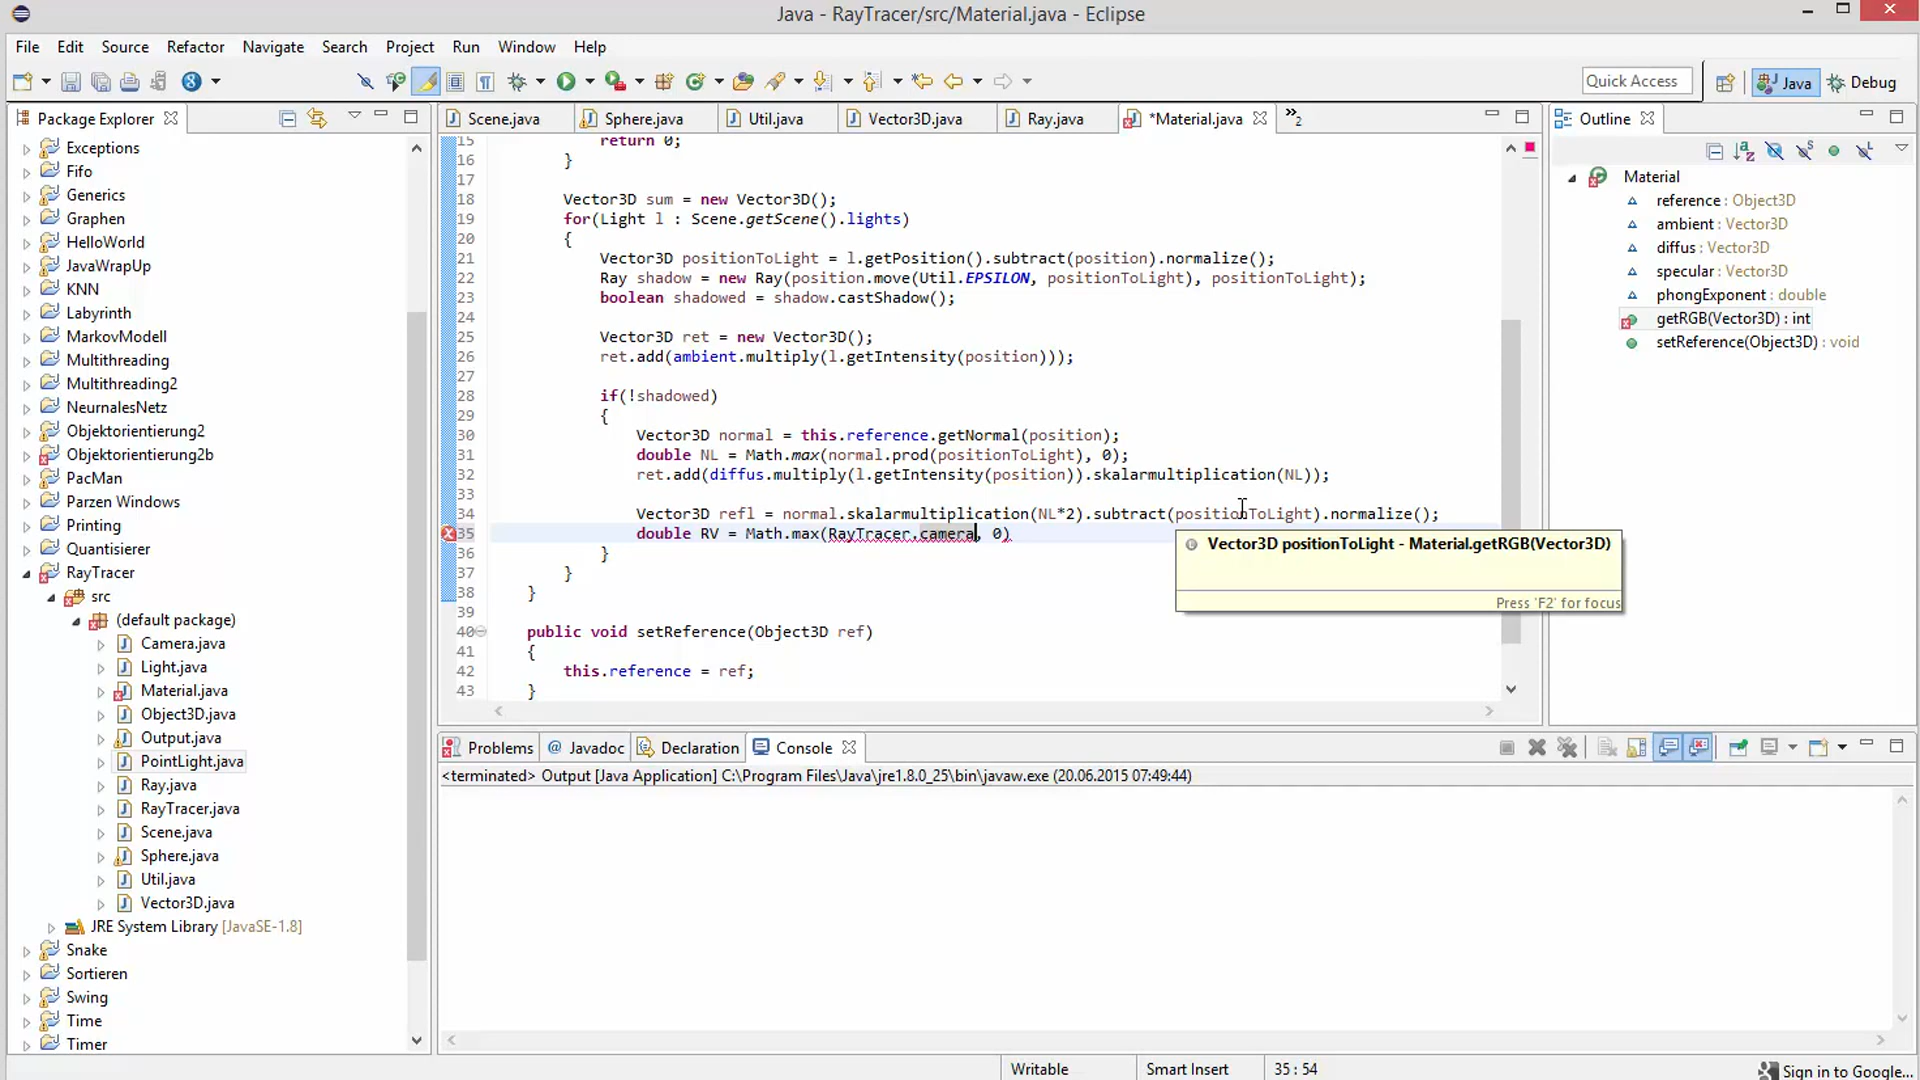 Java - RayTracer/src/Material.java - Eclipse
File Edit Source Refactor Navigate Search Project Run Window Help
Quick Access
Java
Debug
Package Explorer
Scene.java
Sphere.java
Util.java
Vector3D.java
Ray.java
*Material.java
»2
Outline
Exceptions
Fifo
Generics
Graphen
HelloWorld
JavaWrapUp
KNN
Labyrinth
MarkovModell
Multithreading
Multithreading2
NeurnalesNetz
Objektorientierung2
Objektorientierung2b
PacMan
Parzen Windows
Printing
Quantisierer
RayTracer
src
(default package)
Camera.java
Light.java
Material.java
Object3D.java
Output.java
PointLight.java
Ray.java
RayTracer.java
Scene.java
Sphere.java
Util.java
Vector3D.java
JRE System Library [JavaSE-1.8]
Snake
Sortieren
Swing
Time
Timer
15 return 0;
16 }
17
18 Vector3D sum = new Vector3D();
19 for(Light l : Scene.getScene().lights)
20 {
21 Vector3D positionToLight = l.getPosition().subtract(position).normalize();
22 Ray shadow = new Ray(position.move(Util.EPSILON, positionToLight), positionToLight);
23 boolean shadowed = shadow.castShadow();
24
25 Vector3D ret = new Vector3D();
26 ret.add(ambient.multiply(l.getIntensity(position)));
27
28 if(!shadowed)
29 {
30 Vector3D normal = this.reference.getNormal(position);
31 double NL = Math.max(normal.prod(positionToLight), 0);
32 ret.add(diffus.multiply(l.getIntensity(position)).skalarmultiplication(NL));
33
34 Vector3D refl = normal.skalarmultiplication(NL*2).subtract(positionToLight).normalize();
35 double RV = Math.max(RayTracer.camera, 0)
36 }
37 }
38 }
39
40 public void setReference(Object3D ref)
41 {
42 this.reference = ref;
43 }
Vector3D positionToLight - Material.getRGB(Vector3D)
Press 'F2' for focus
Material
reference : Object3D
ambient : Vector3D
diffus : Vector3D
specular : Vector3D
phongExponent : double
getRGB(Vector3D) : int
setReference(Object3D) : void
Problems @ Javadoc Declaration Console
<terminated> Output [Java Application] C:\Program Files\Java\jre1.8.0_25\bin\javaw.exe (20.06.2015 07:49:44)
Writable
Smart Insert
35 : 54
Sign in to Google...